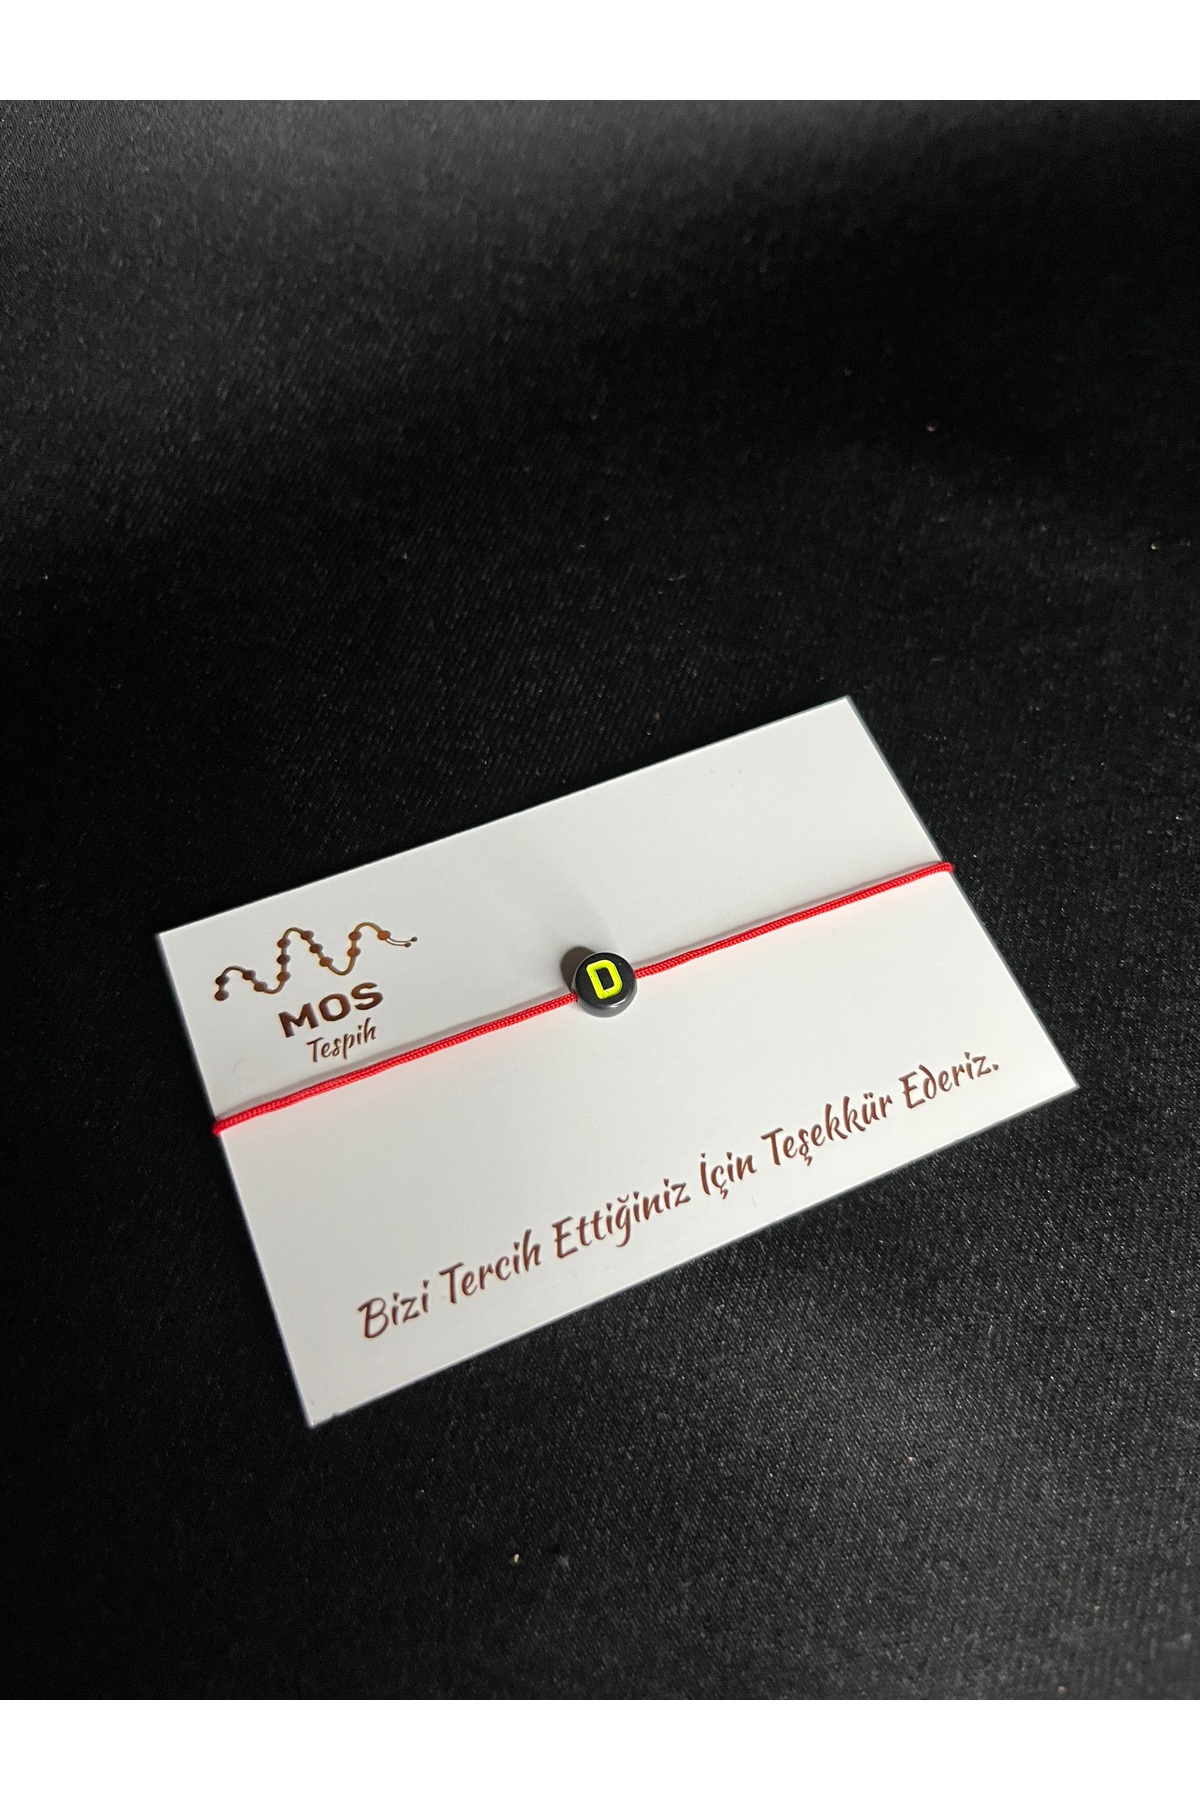 MOS
Tespih
D
Bizi Tercih Ettiğiniz İçin Teşekkür Ederiz.